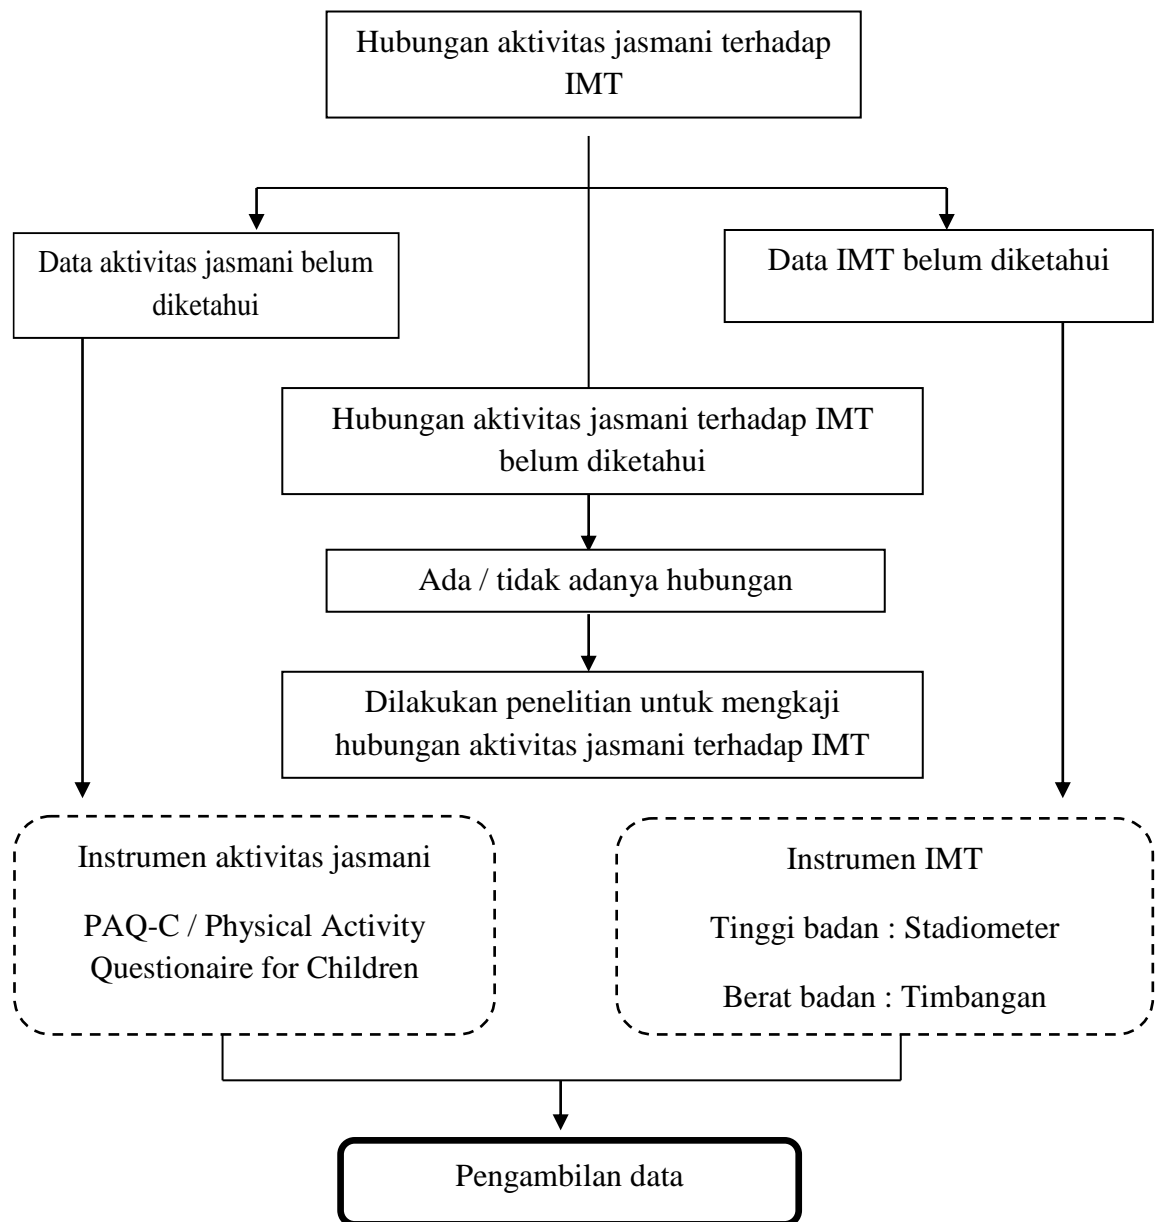 Hubungan aktivitas jasmani terhadap
IMT
Data aktivitas jasmani belum
diketahui
Data IMT belum diketahui
Hubungan aktivitas jasmani terhadap IMT
belum diketahui
Ada / tidak adanya hubungan
Dilakukan penelitian untuk mengkaji
hubungan aktivitas jasmani terhadap IMT
Instrumen aktivitas jasmani
PAQ-C / Physical Activity
Questionaire for Children
Instrumen IMT
Tinggi badan : Stadiometer
Berat badan : Timbangan
Pengambilan data